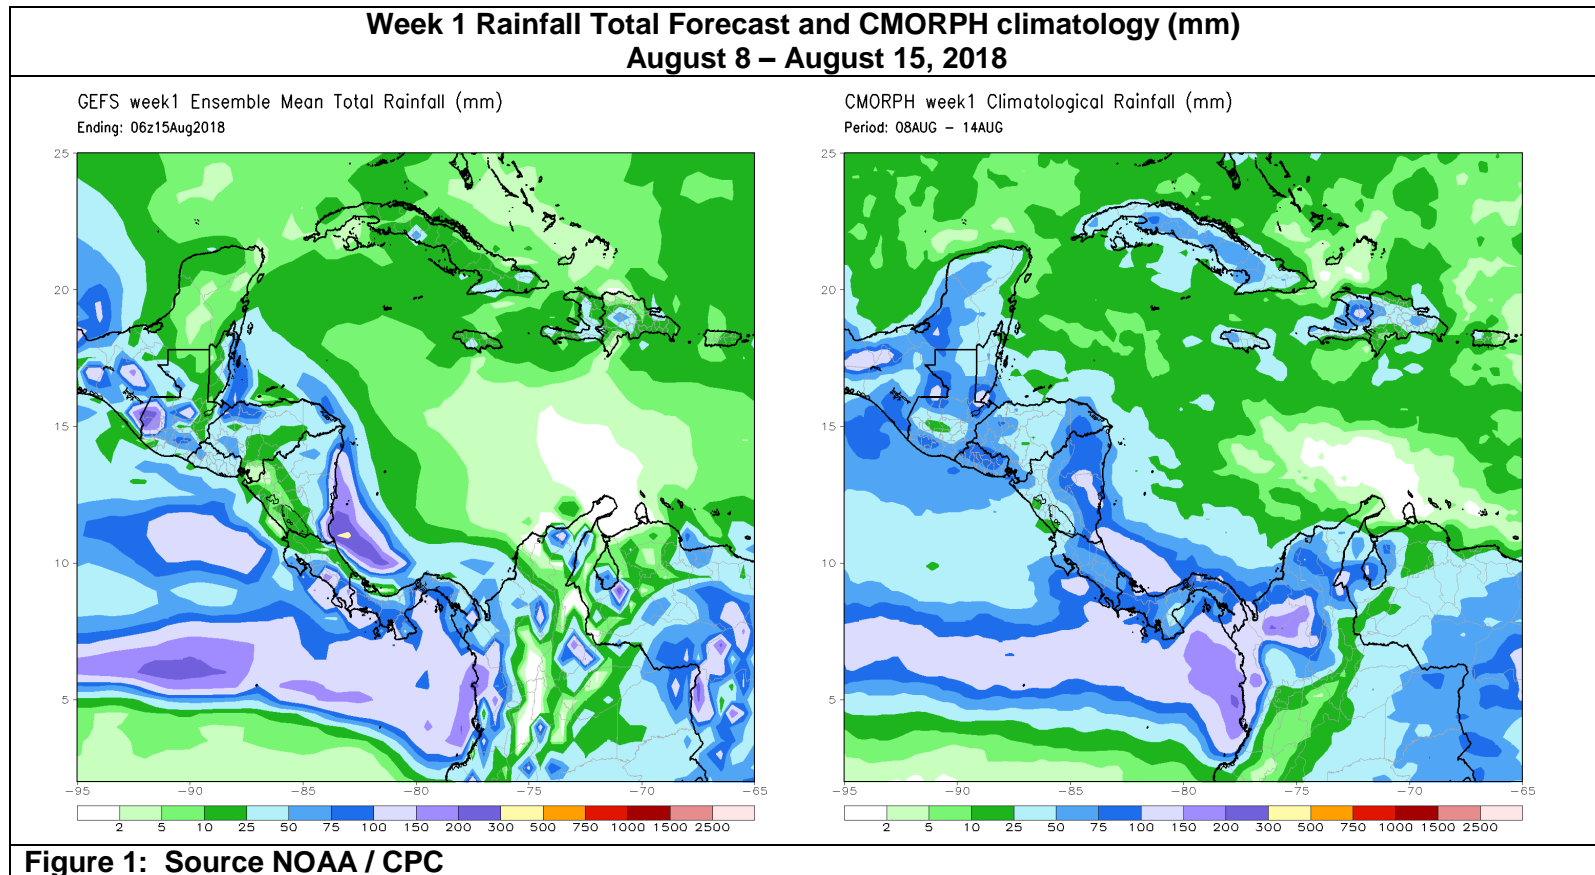 Week 1 Rainfall Total Forecast and CMORPH climatology (mm)
August 8 – August 15, 2018
GEFS week1 Ensemble Mean Total Rainfall (mm)
Ending: 06z15Aug2018
25
20
15
10
5
-95 -90 -85 -80 -75 -70 -65
2 5 10 25 50 75 100 150 200 300 500 750 1000 1500 2500
CMORPH week1 Climatological Rainfall (mm)
Period: 08AUG - 14AUG
25
20
15
10
5
-95 -90 -85 -80 -75 -70 -65
2 5 10 25 50 75 100 150 200 300 500 750 1000 1500 2500
Figure 1: Source NOAA / CPC